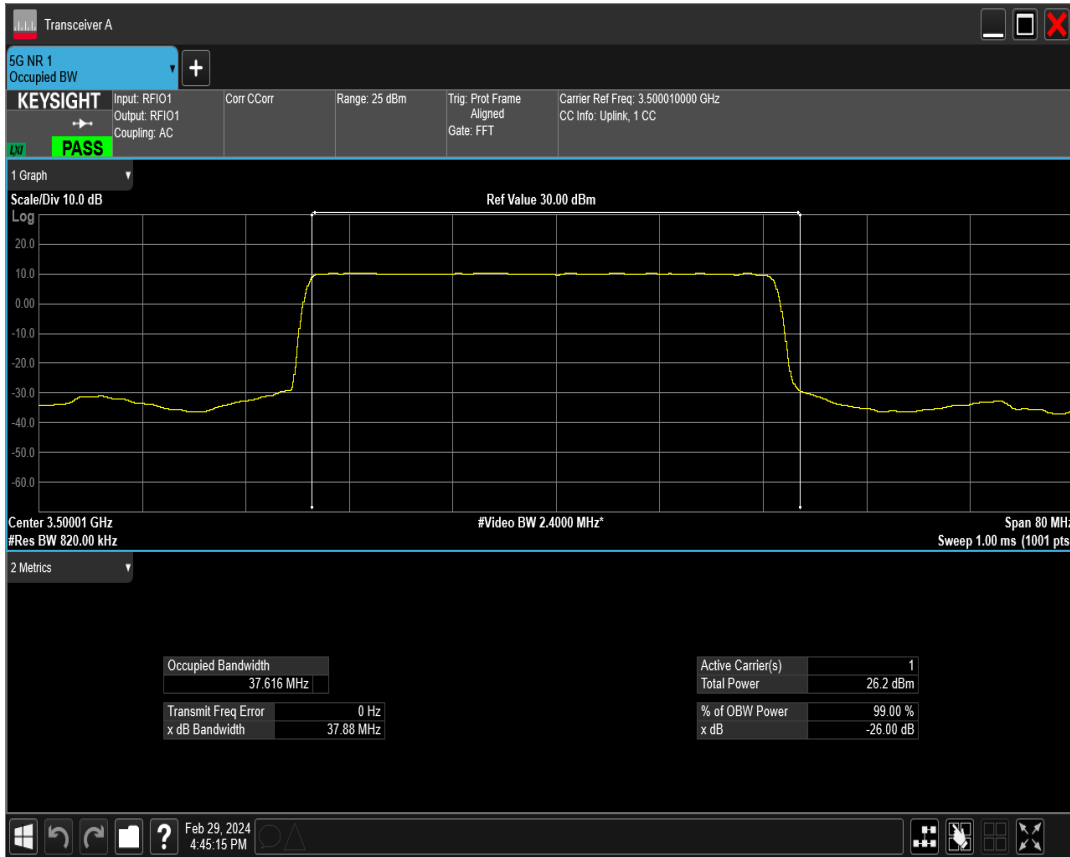 Transceiver A
5G NR 1
Occupied BW
KEYSIGHT
LXI
PASS
Input: RFIO1
Output: RFIO1
Coupling: AC
Corr CCorr
Range: 25 dBm
Trig: Prot Frame
Aligned
Gate: FFT
Carrier Ref Freq: 3.500010000 GHz
CC Info: Uplink, 1 CC
1 Graph
Scale/Div 10.0 dB
Ref Value 30.00 dBm
Log
20.0
10.0
0.00
-10.0
-20.0
-30.0
-40.0
-50.0
-60.0
Center 3.50001 GHz
#Video BW 2.4000 MHz*
Span 80 MHz
#Res BW 820.00 kHz
Sweep 1.00 ms (1001 pts
2 Metrics
Occupied Bandwidth
37.616 MHz
Transmit Freq Error 0 Hz
x dB Bandwidth 37.88 MHz
Active Carrier(s) 1
Total Power 26.2 dBm
% of OBW Power 99.00 %
x dB -26.00 dB
?
Feb 29, 2024
4:45:15 PM